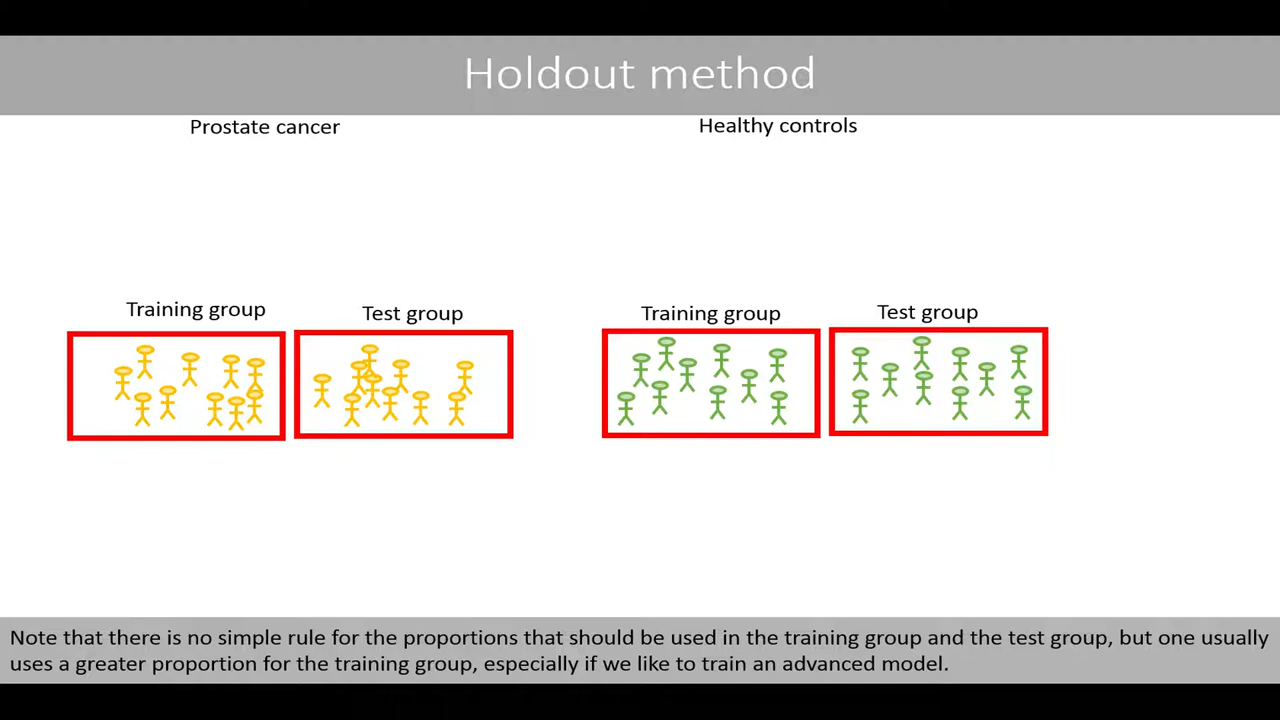 Holdout method
Prostate cancer
Healthy controls
Training group
Test group
Training group
Test group
Note that there is no simple rule for the proportions that should be used in the training group and the test group, but one usually
uses a greater proportion for the training group, especially if we like to train an advanced model.